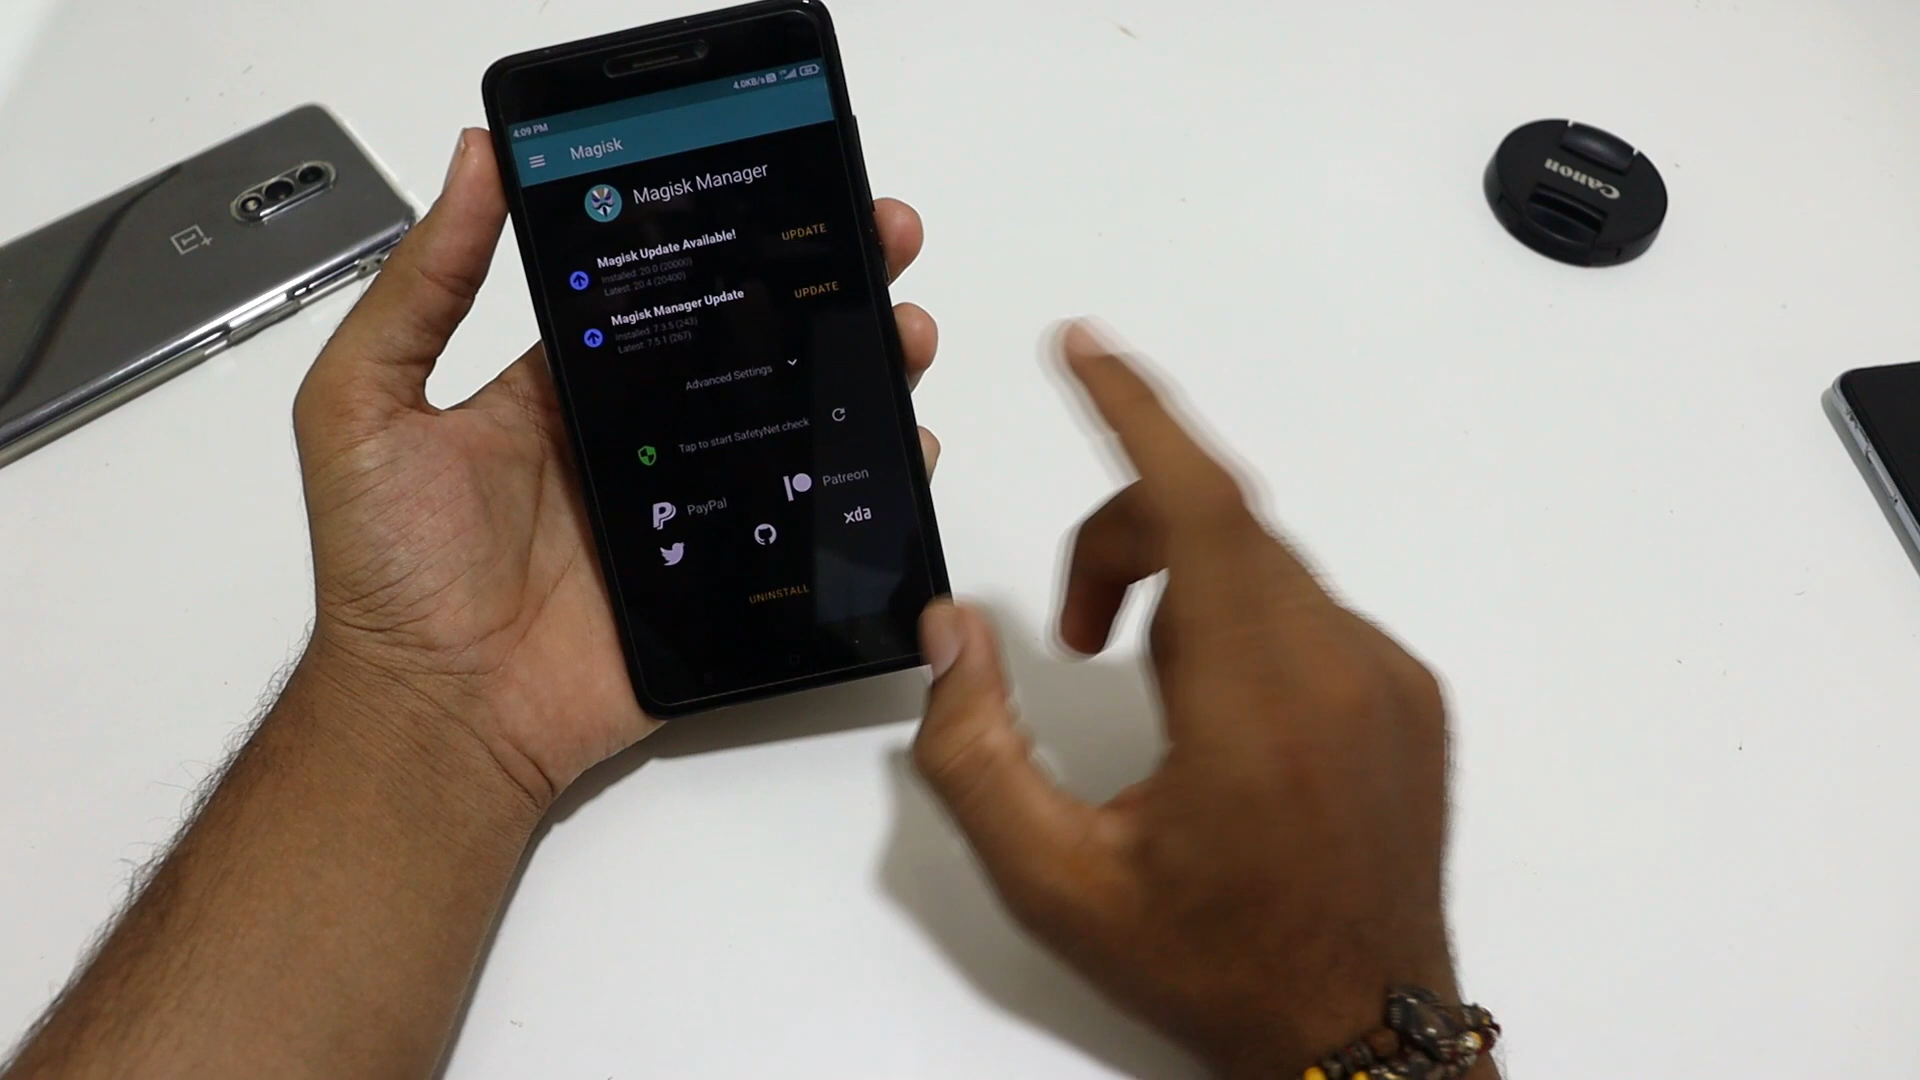 4:09 PM
4.0KB/s
Magisk
Magisk Manager
Magisk Update Available!
UPDATE
Installed: 20.0 (20000)
Latest: 20.4 (20400)
Magisk Manager Update
UPDATE
Installed: 7.3.5 (243)
Latest: 7.5.1 (267)
Advanced Settings
Tap to start SafetyNet check
PayPal
Patreon
xda
UNINSTALL
Canon